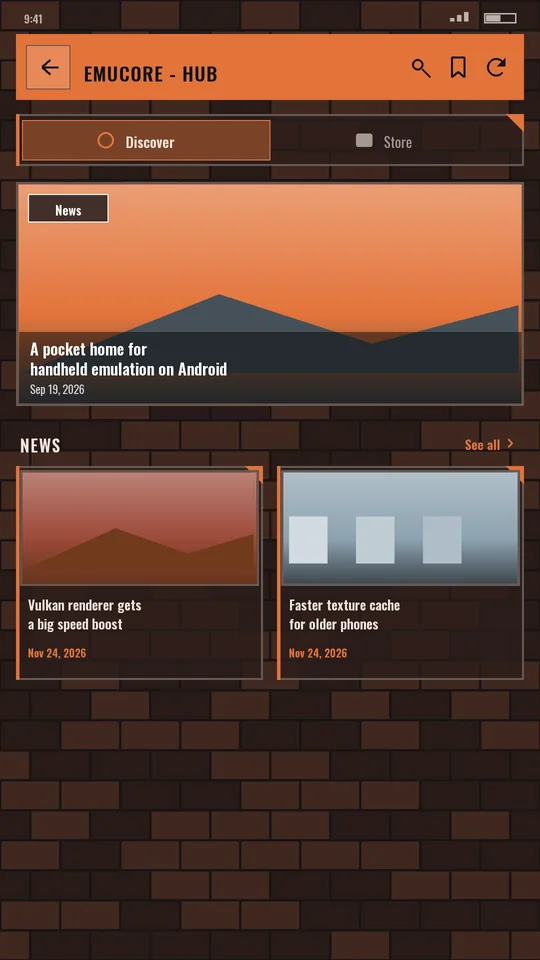 9:41
EMUCORE - HUB
Discover
Store
News
A pocket home for
handheld emulation on Android
Sep 19, 2026
NEWS
See all
Vulkan renderer gets
a big speed boost
Nov 24, 2026
Faster texture cache
for older phones
Nov 24, 2026